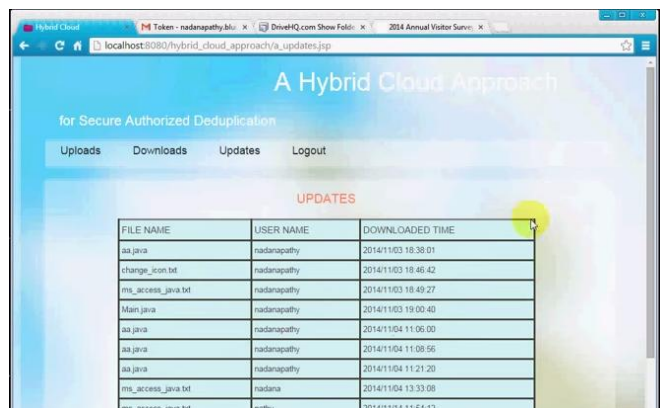 Hybrid Cloud
Token - nadanapathy.blu
DriveHQ.com Show Folde
2014 Annual Visitor Survey
localhost:8080/hybrid_cloud_approach/a_updates.jsp
A Hybrid Cloud Approach
for Secure Authorized Deduplication
Uploads Downloads Updates Logout
UPDATES
FILE NAME USER NAME DOWNLOADED TIME
aa.java nadanapathy 2014/11/03 18:38:01
change_icon.txt nadanapathy 2014/11/03 18:46:42
ms_access_java.txt nadanapathy 2014/11/03 18:49:27
Main.java nadanapathy 2014/11/03 19:00:40
aa.java nadanapathy 2014/11/04 11:06:00
aa.java nadanapathy 2014/11/04 11:08:56
aa.java nadanapathy 2014/11/04 11:21:20
ms_access_java.txt nadana 2014/11/04 13:33:08